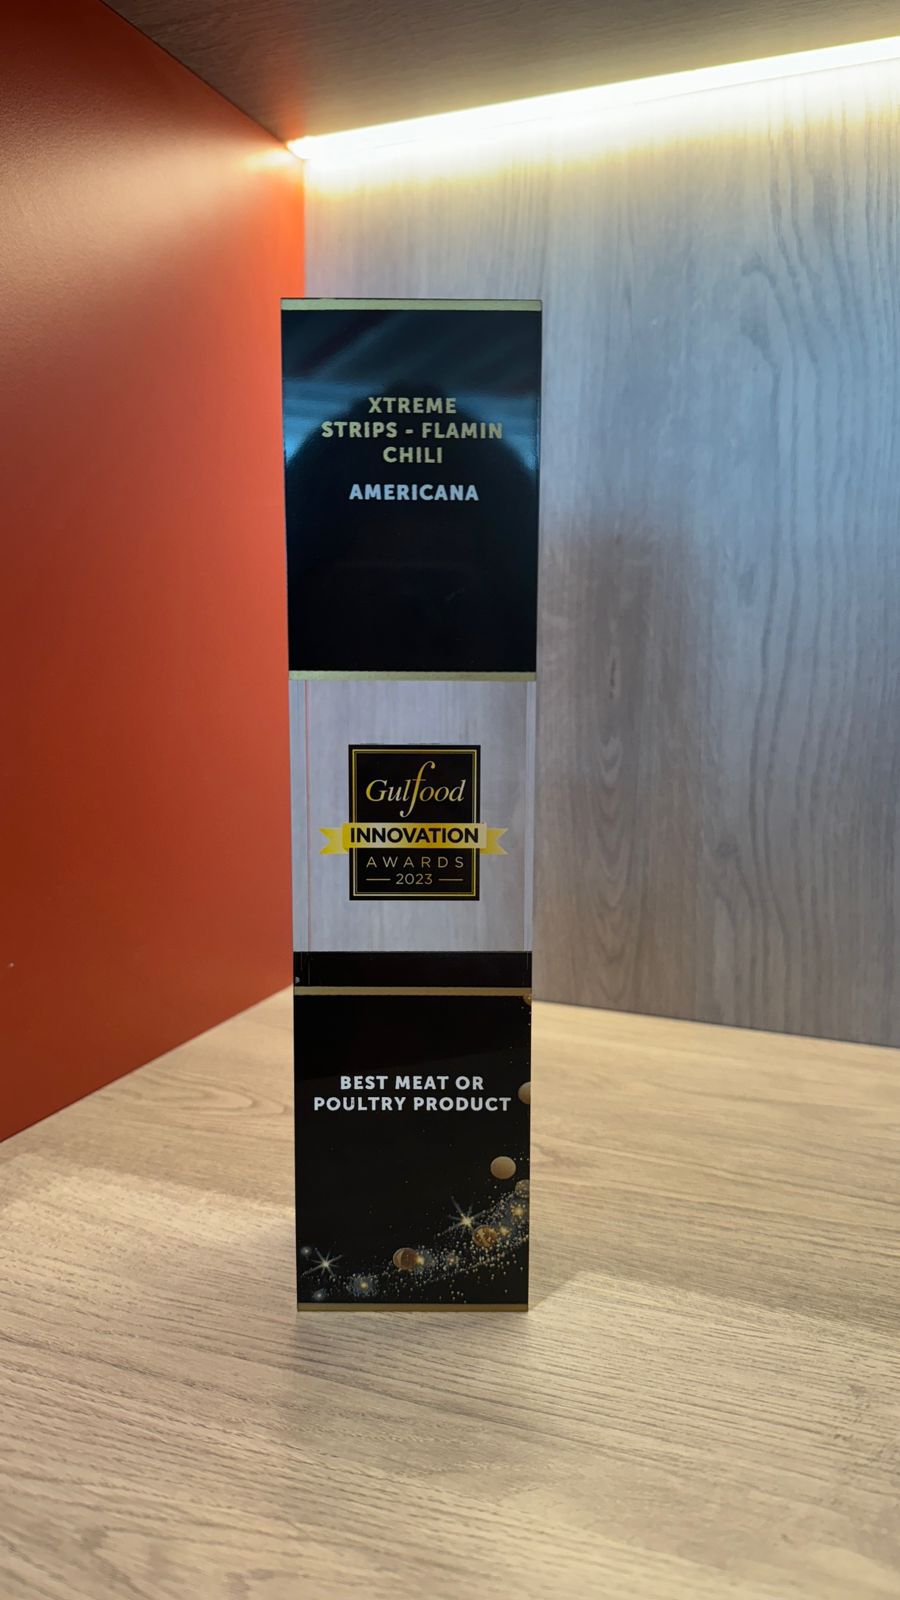 XTREME
STRIPS - FLAMIN
CHILI
AMERICANA
Gulfood
INNOVATION
AWARDS
2023
BEST MEAT OR
POULTRY PRODUCT